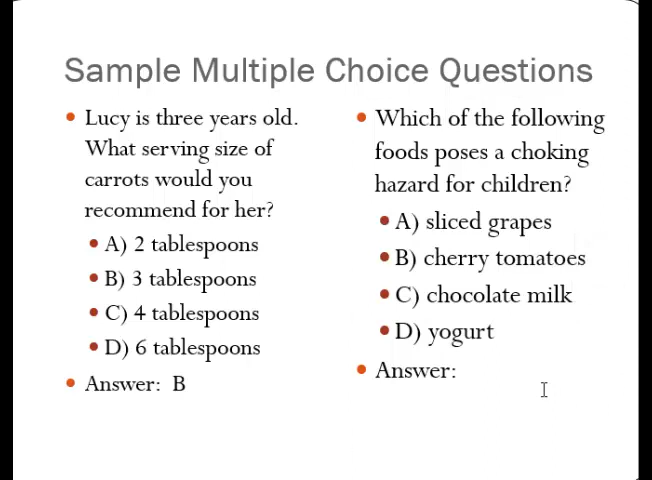 Sample Multiple Choice Questions
• Lucy is three years old.
What serving size of
carrots would you
recommend for her?
• A) 2 tablespoons
• B) 3 tablespoons
• C) 4 tablespoons
• D) 6 tablespoons
• Answer: B
• Which of the following
foods poses a choking
hazard for children?
• A) sliced grapes
• B) cherry tomatoes
• C) chocolate milk
• D) yogurt
• Answer: